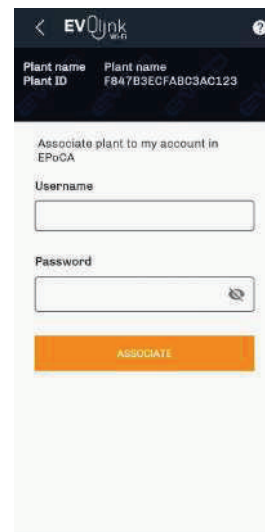 EVOlink
Wi-Fi
Plant name Plant name
Plant ID F847B3ECFABC3AC123
Associate plant to my account in
EPoCA
Username
Password
ASSOCIATE